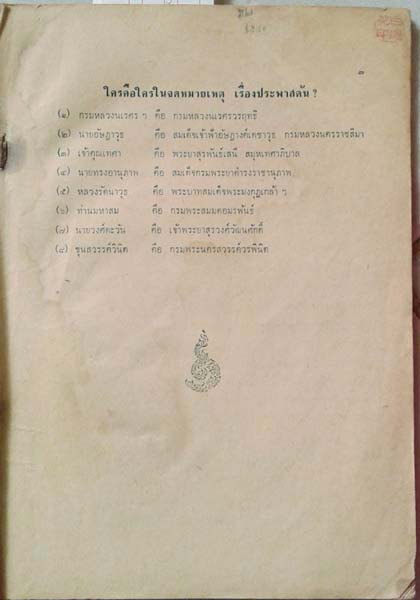 ๓
ใครคือใครในจดหมายเหตุ เรื่องประพาสต้น ?
(๑) กรมหลวงนเรศร ฯ คือ กรมหลวงนเรศรวรฤทธิ์
(๒) นายอัษฎาวุธ คือ สมเด็จเจ้าฟ้าอัษฎางค์เดชาวุธ กรมหลวงนครราชสีมา
(๓) เจ้าคุณเทศา คือ พระยาสุรพันธ์เสนี สมุหเทศาภิบาล
(๔) นายทรงอานุภาพ คือ สมเด็จกรมพระยาดำรงราชานุภาพ
(๕) หลวงรัตนาวุธ คือ พระบาทสมเด็จพระมงกุฎเกล้า ฯ
(๖) ท่านมหาสม คือ กรมพระสมมตอมรพันธ์
(๗) นายวงศ์ตะวัน คือ เจ้าพระยาสุรวงศ์วัฒนศักดิ์
(๘) ขุนสวรรค์วินิต คือ กรมพระนครสวรรค์วรพินิต